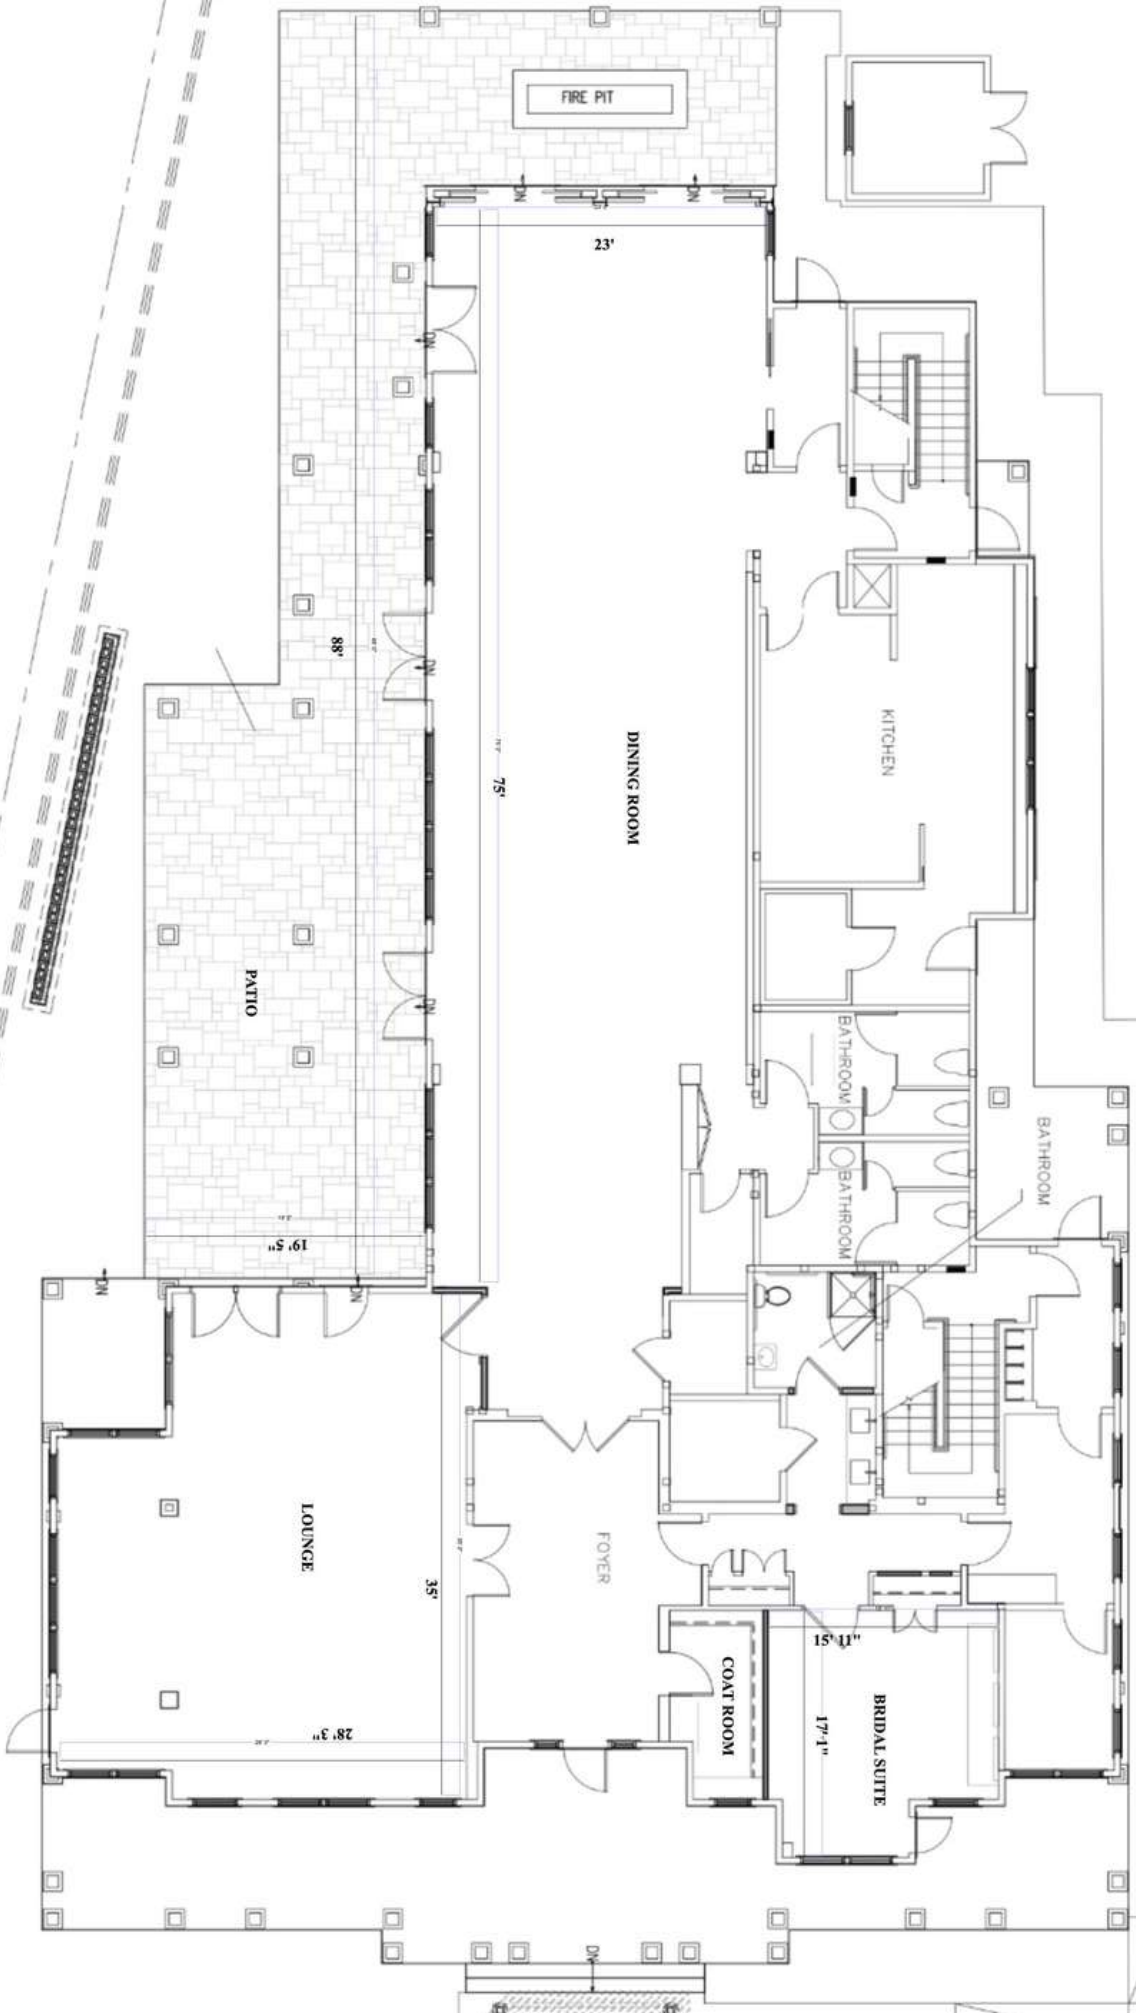 FIRE PIT
DN
DN
23'
DN
88'
DN
KITCHEN
DINING ROOM
75'
PATIO
DN
BATHROOM
BATHROOM
BATHROOM
19' 5"
DN
DN
LOUNGE
FOYER
35'
15' 11"
COAT ROOM
BRIDAL SUITE
17'-1"
28' 3"
DN